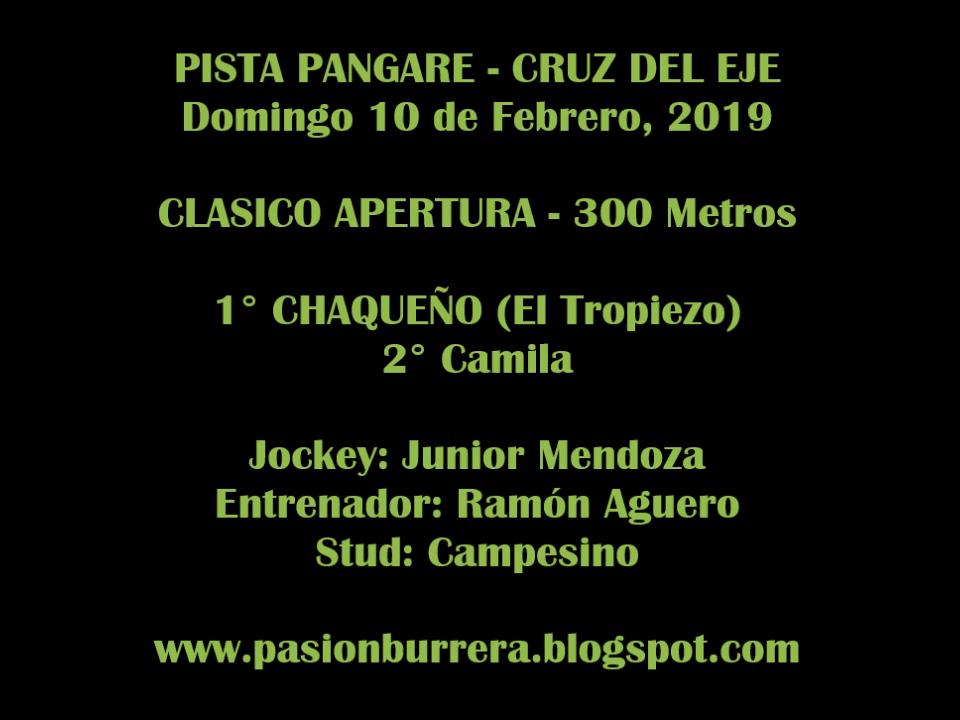 PISTA PANGARE - CRUZ DEL EJE
Domingo 10 de Febrero, 2019
CLASICO APERTURA - 300 Metros
1° CHAQUEÑO (El Tropiezo)
2° Camila
Jockey: Junior Mendoza
Entrenador: Ramón Aguero
Stud: Campesino
www.pasionburrera.blogspot.com